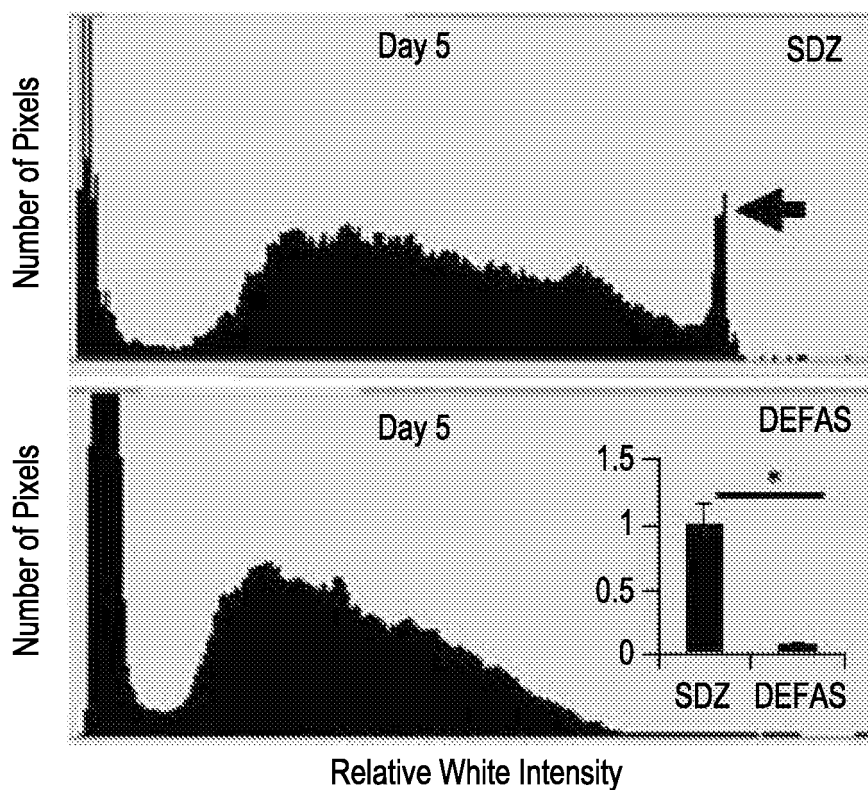 Day 5
SDZ
Number of Pixels
Day 5
DEFAS
Number of Pixels
1.5
*
1
0.5
0
SDZ DEFAS
Relative White Intensity